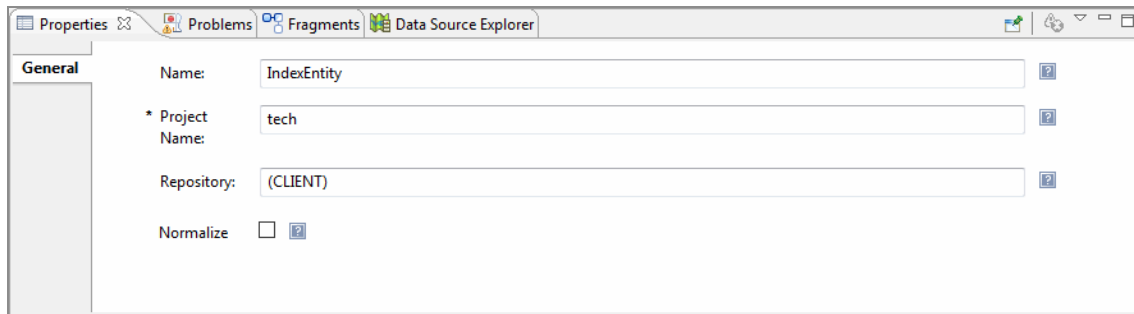 Properties Problems Fragments Data Source Explorer
General
Name: IndexEntity ?
* Project Name: tech ?
Repository: (CLIENT) ?
Normalize ?